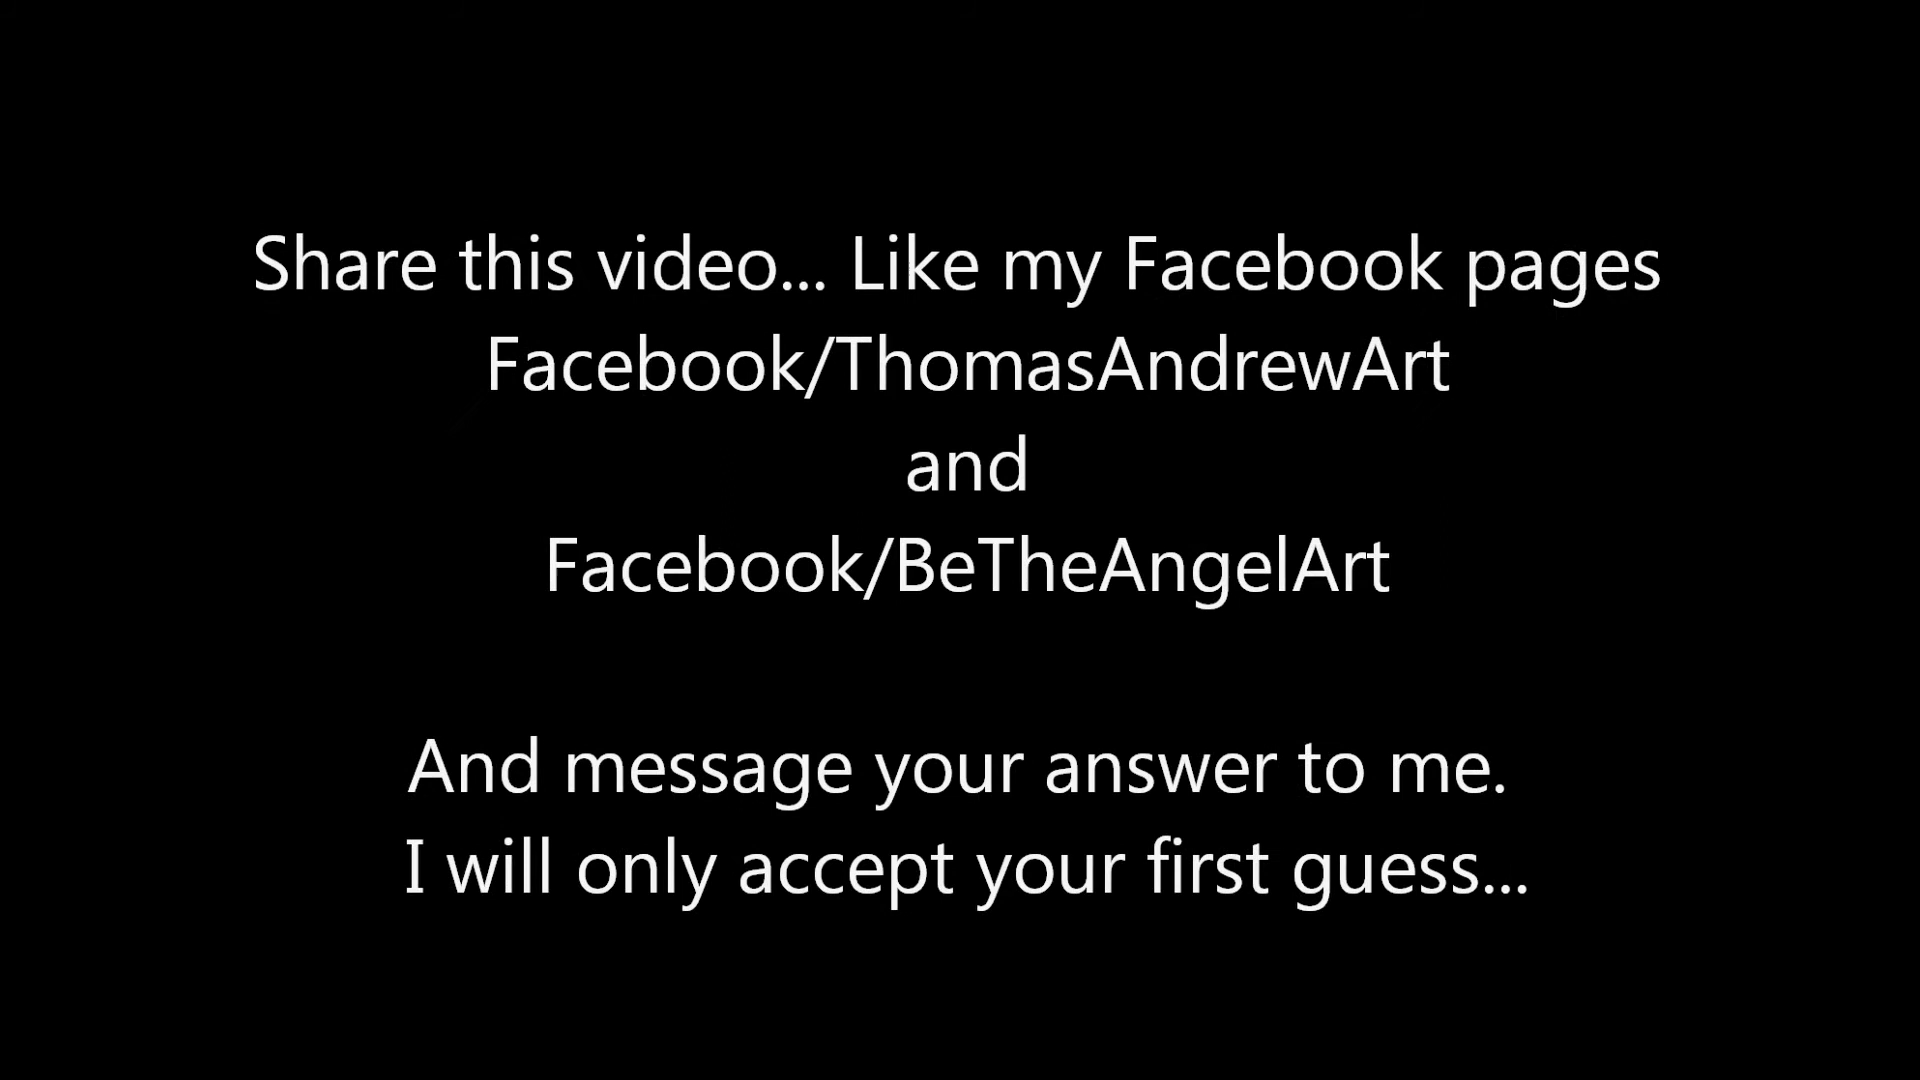 Share this video... Like my Facebook pages
Facebook/ThomasAndrewArt
and
Facebook/BeTheAngelArt
And message your answer to me.
I will only accept your first guess...